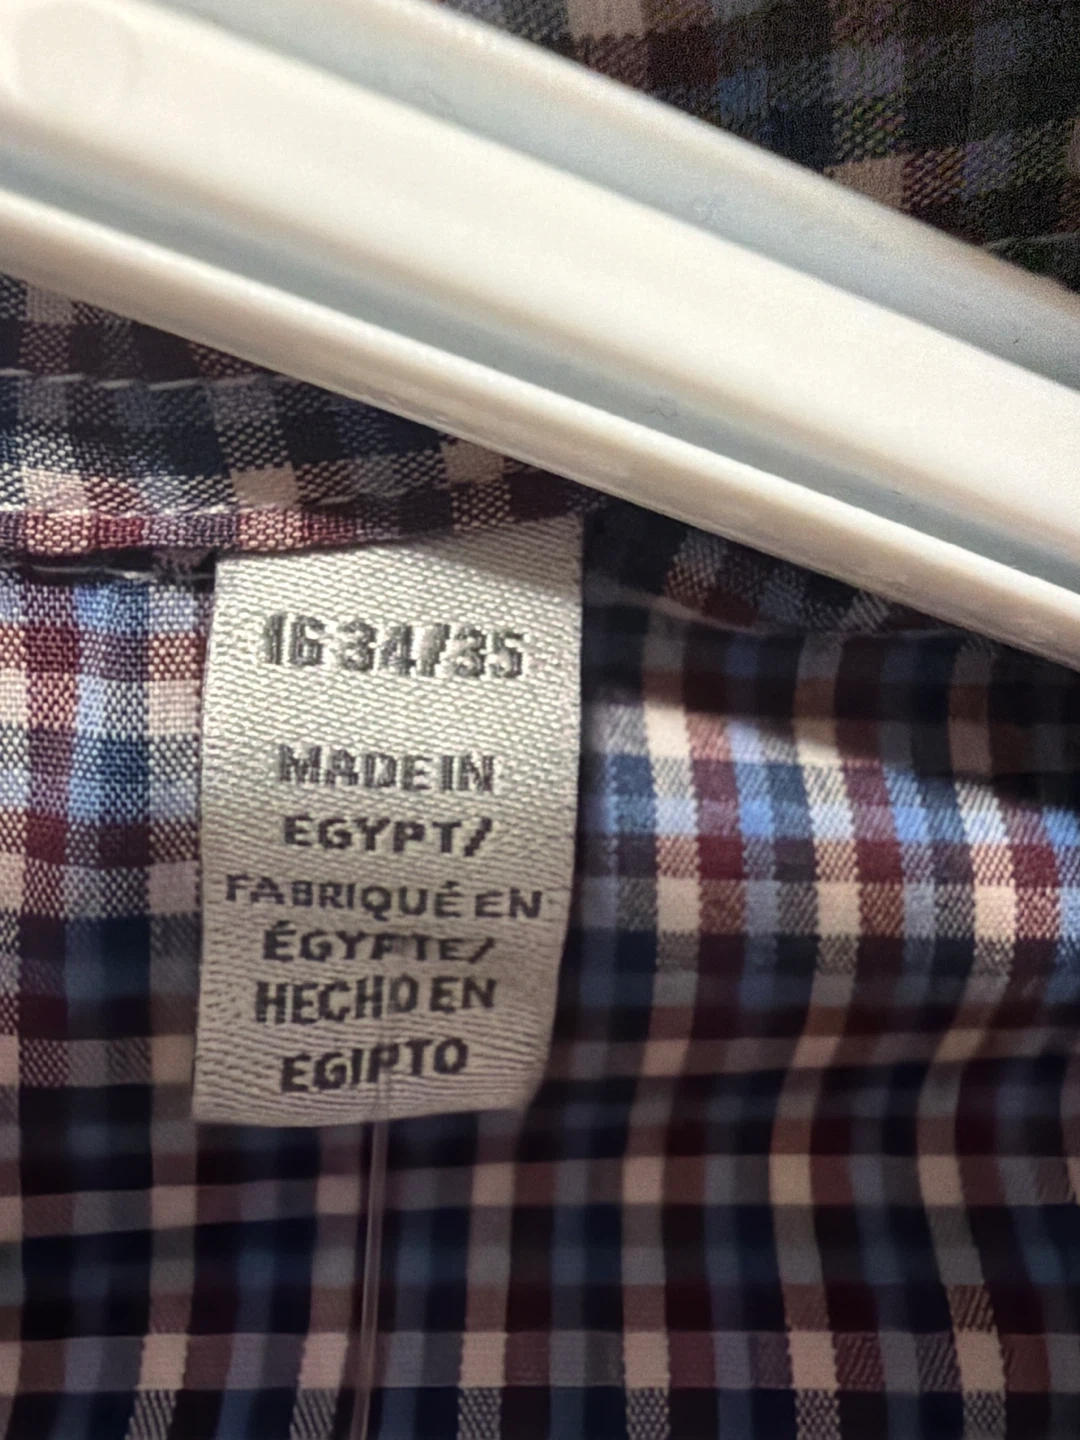 16 34/35
MADE IN
EGYPT/
FABRIQUÉ EN
ÉGYPTE/
HECHO EN
EGIPTO